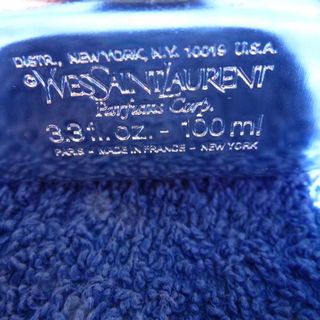 DISTR., NEW YORK, N.Y. 10019 U.S.A.
© YVES SAINT LAURENT
Parfums Corp.
3.3 fl. oz. - 100 ml
PARIS - MADE IN FRANCE - NEW YORK